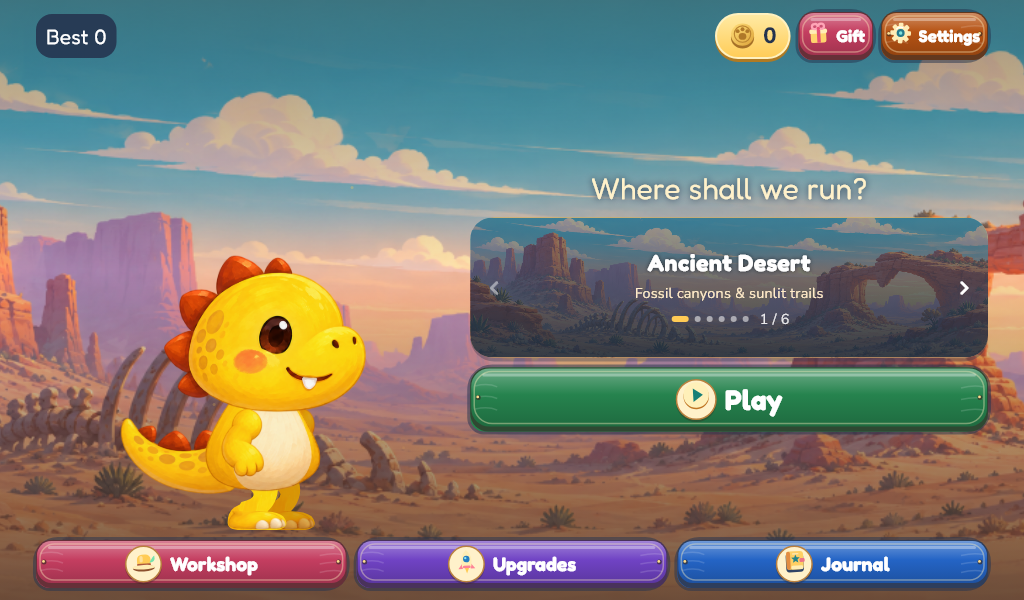 Best 0
0
Gift
Settings
Where shall we run?
Ancient Desert
Fossil canyons & sunlit trails
1 / 6
Play
Workshop
Upgrades
Journal